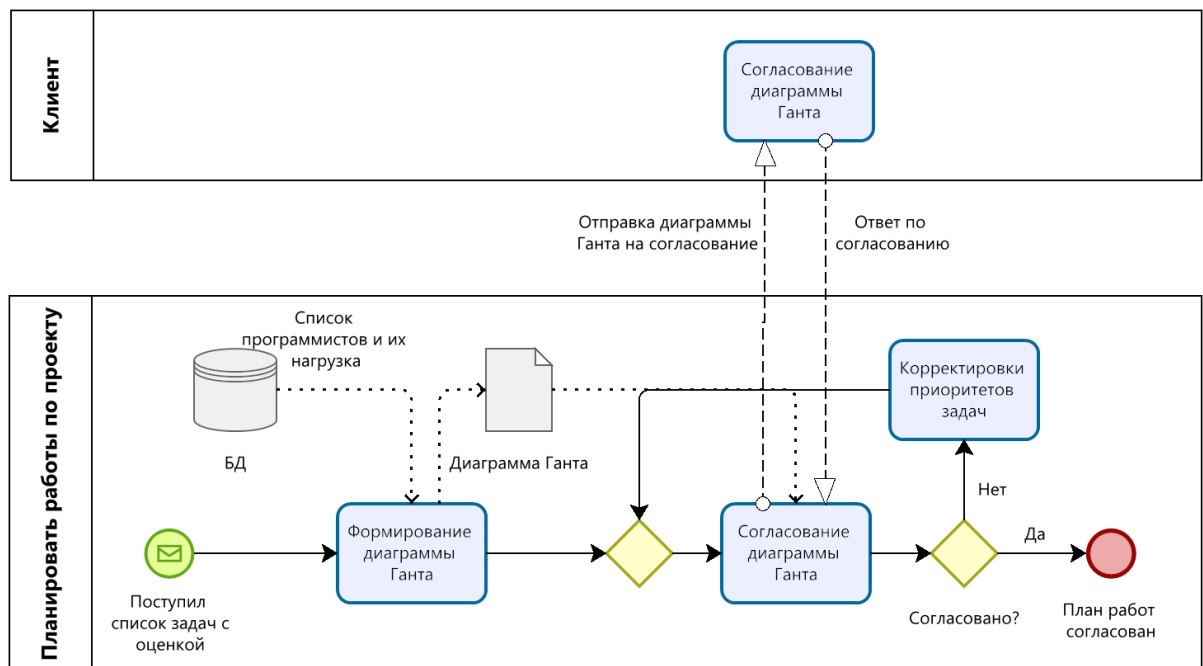 Клиент
Согласование
диаграммы
Ганта
Отправка диаграммы
Ганта на согласование
Ответ по
согласованию
Планировать работы по проекту
Список
программистов и их
нагрузка
БД
Диаграмма Ганта
Корректировки
приоритетов
задач
Нет
Поступил
список задач с
оценкой
Формирование
диаграммы
Ганта
Согласование
диаграммы
Ганта
Согласовано?
Да
План работ
согласован